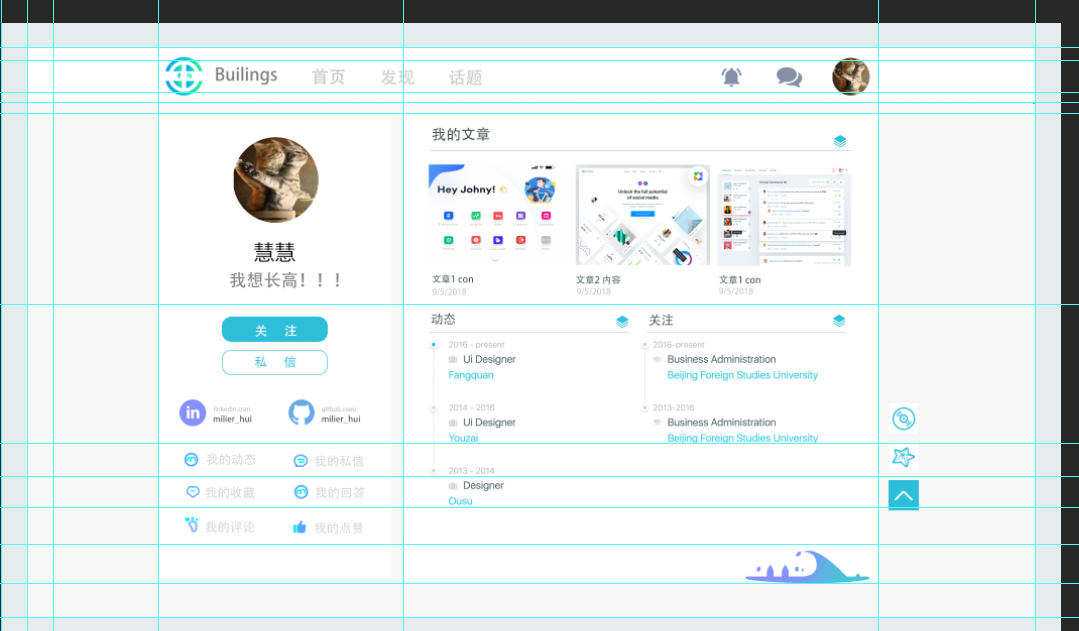 Builings
首页
发现
话题
慧慧
我想长高！！！
关 注
私 信
in
linkedin.com
milier_hui
github.com/
milier_hui
我的动态
我的私信
我的收藏
我的回答
我的评论
我的点赞
我的文章
Hey Johny!
Unlock the full potential
of social media
文章1 con
9/5/2018
文章2 内容
9/5/2018
文章1 con
9/5/2018
动态
2016 - present
Ui Designer
Fangquan
2014 - 2016
Ui Designer
Youzai
2013 - 2014
Designer
Ousu
关注
2016-present
Business Administration
Beijing Foreign Studies University
2013-2016
Business Administration
Beijing Foreign Studies University